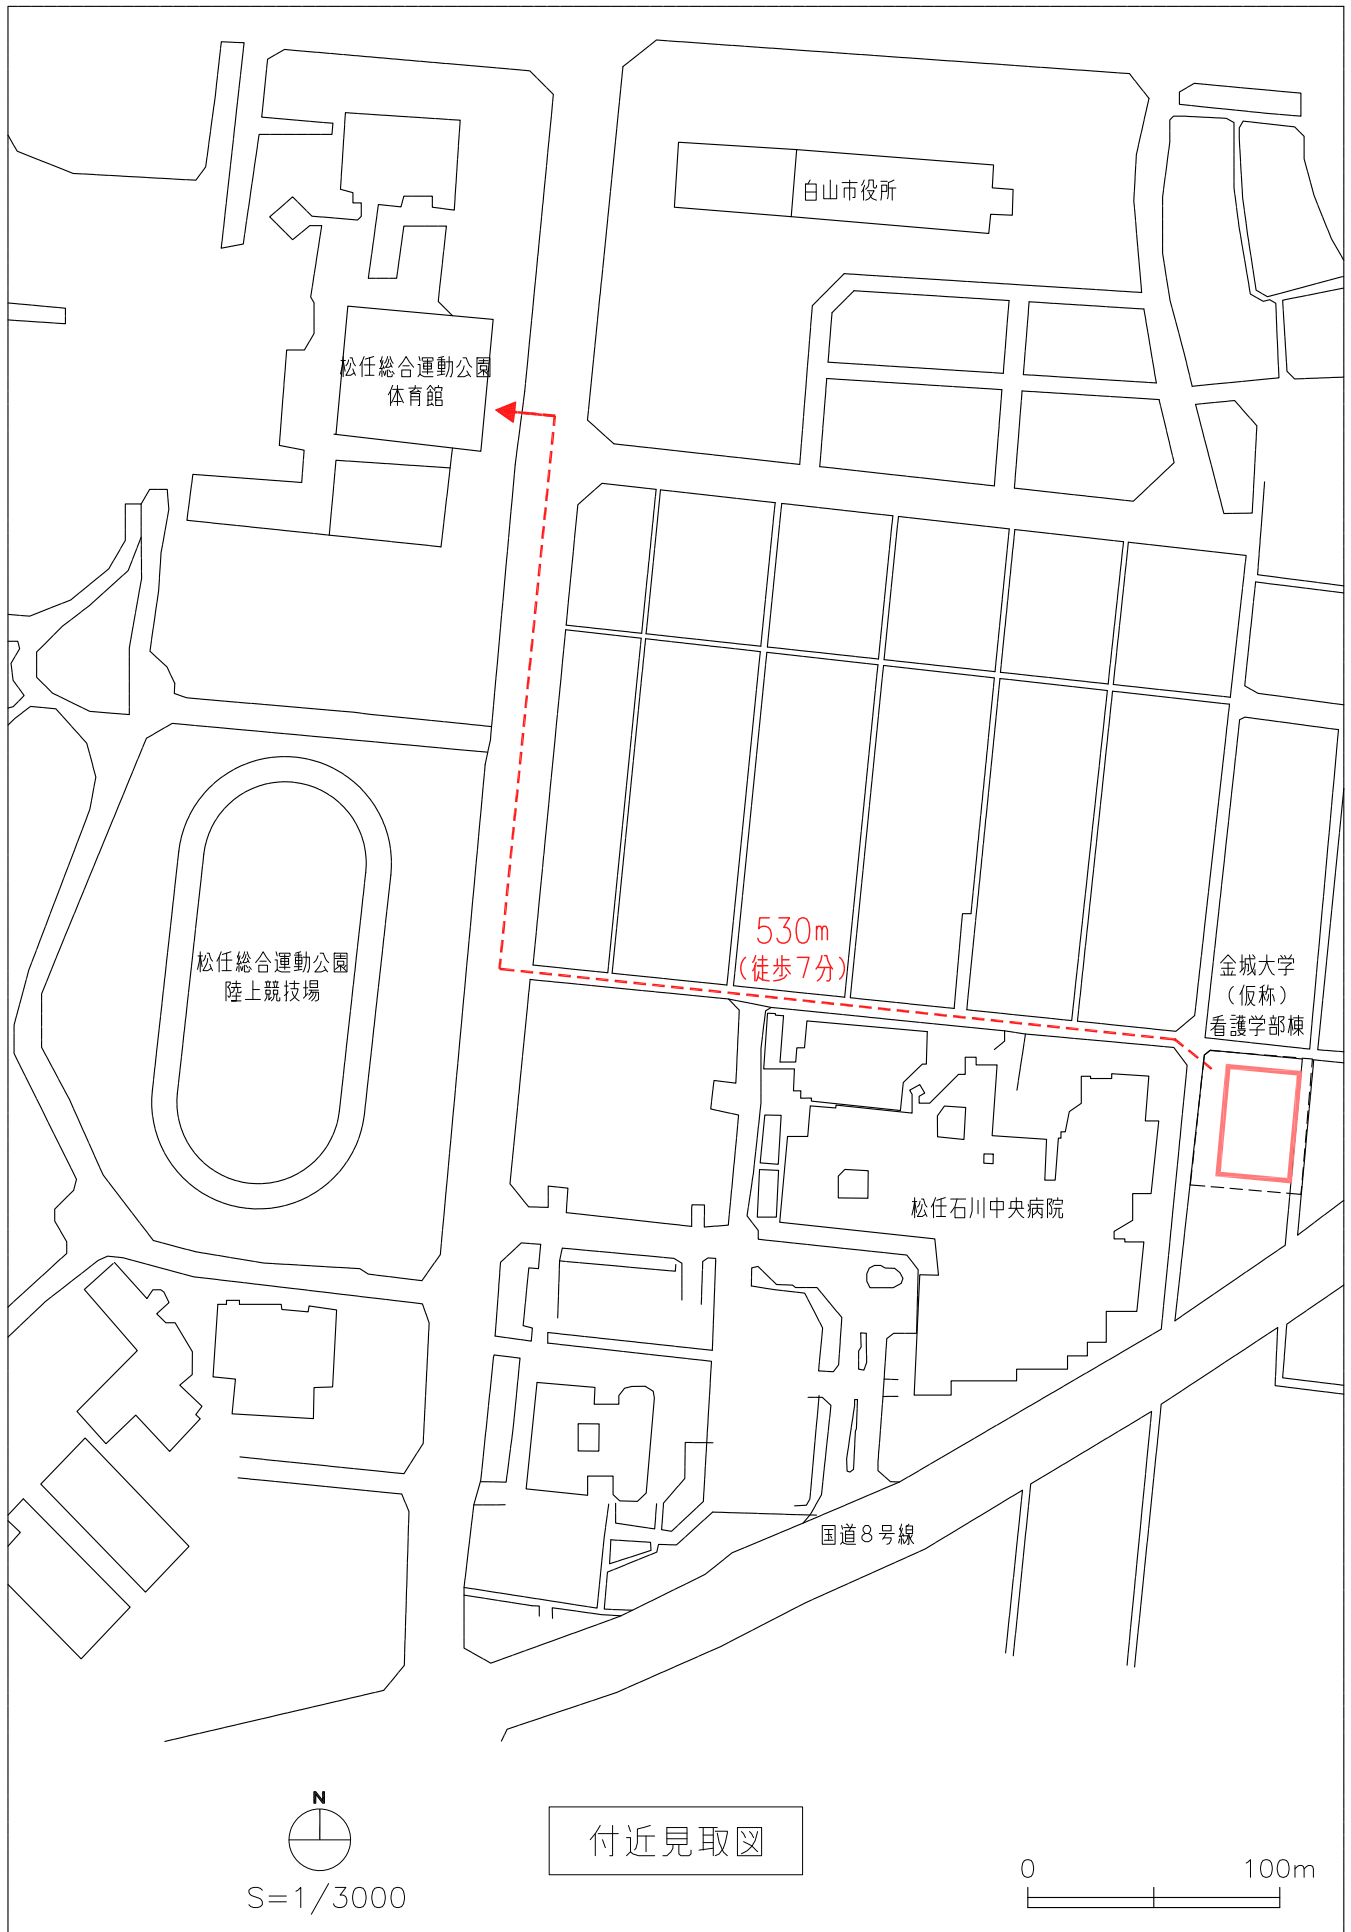 白山市役所
松任総合運動公園
体育館
530m
(徒歩7分)
松任総合運動公園
陸上競技場
金城大学
(仮称)
看護学部棟
松任石川中央病院
国道8号線
N
S=1/3000
付近見取図
0 100m